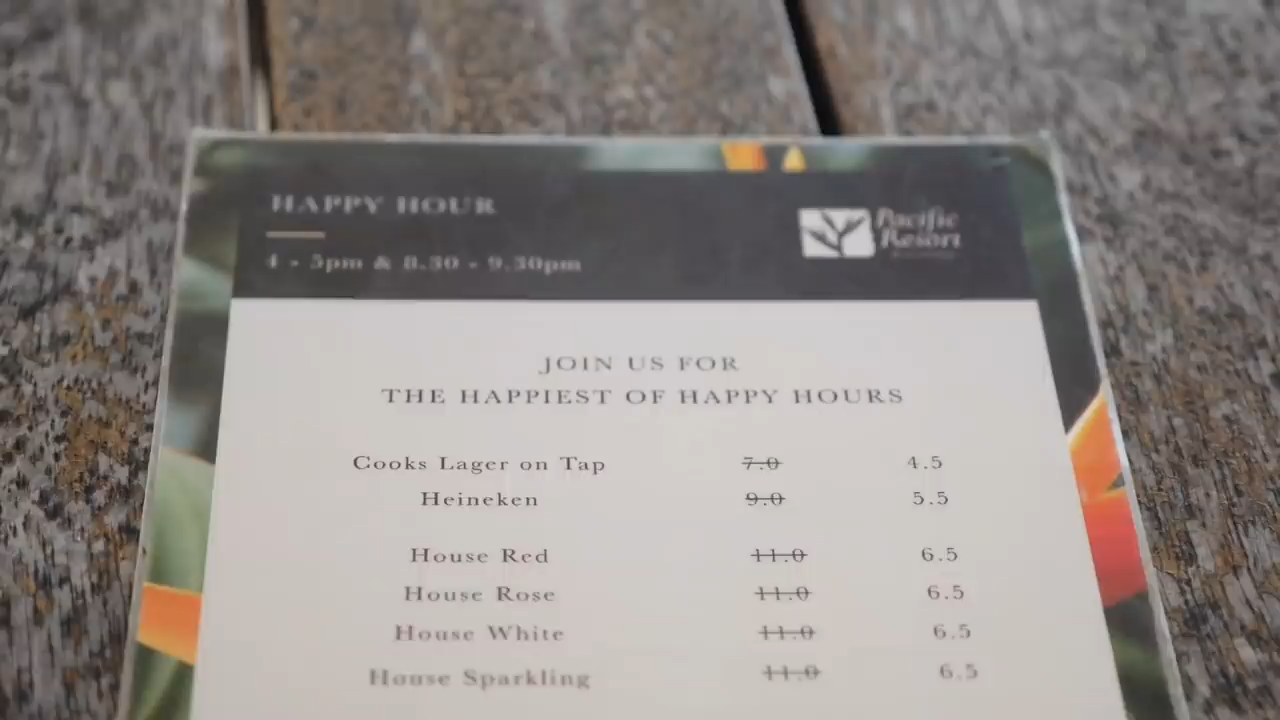 HAPPY HOUR
4 - 5pm & 8.30 - 9.30pm
Pacific
Resort
JOIN US FOR
THE HAPPIEST OF HAPPY HOURS
Cooks Lager on Tap 7.0 4.5
Heineken 9.0 5.5
House Red 11.0 6.5
House Rose 11.0 6.5
House White 11.0 6.5
House Sparkling 11.0 6.5